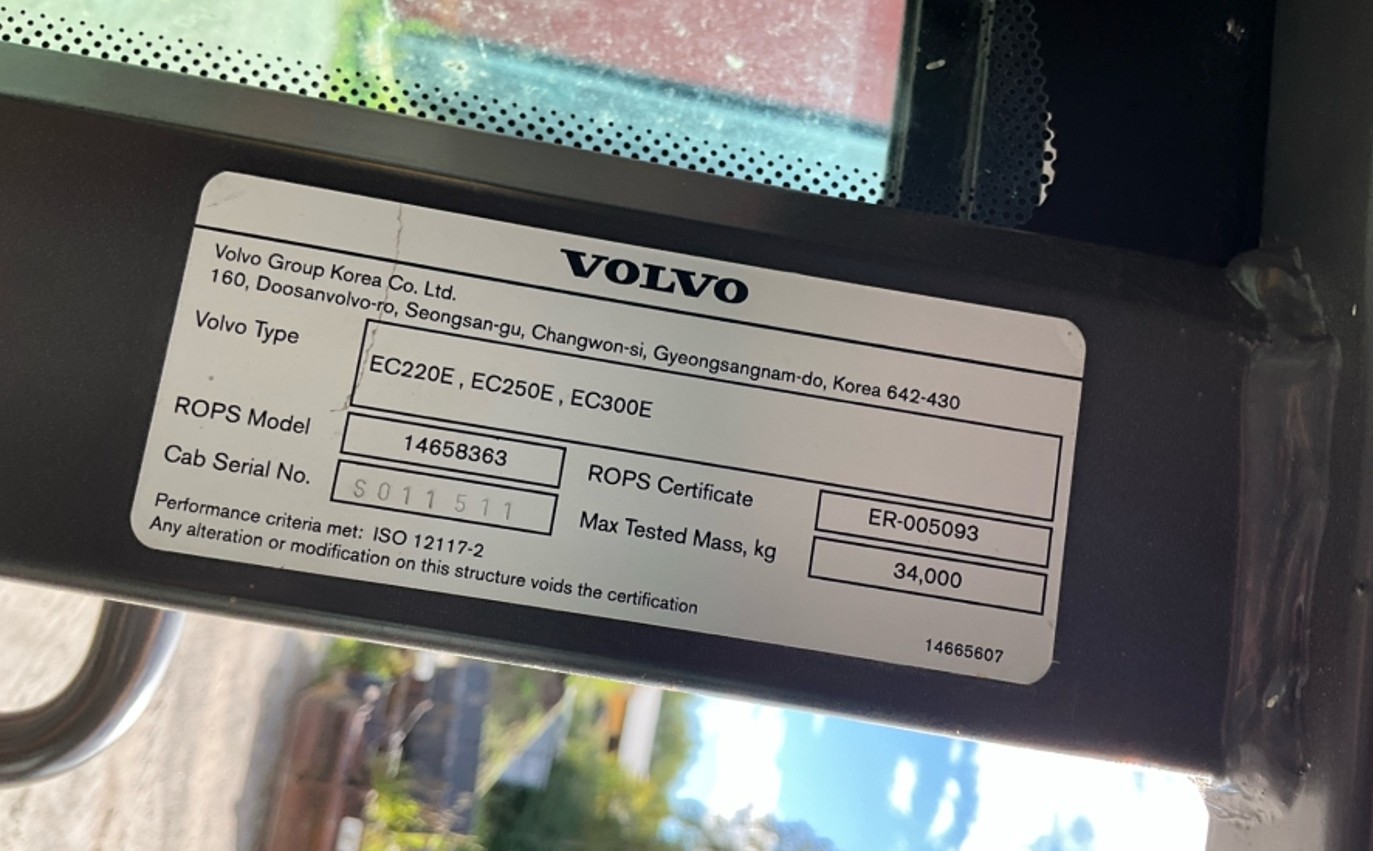 VOLVO
Volvo Group Korea Co. Ltd.
160, Doosanvolvo-ro, Seongsan-gu, Changwon-si, Gyeongsangnam-do, Korea 642-430
Volvo Type EC220E , EC250E , EC300E
ROPS Model 14658363 ROPS Certificate ER-005093
Cab Serial No. S011511 Max Tested Mass, kg 34,000
Performance criteria met: ISO 12117-2
Any alteration or modification on this structure voids the certification
14665607